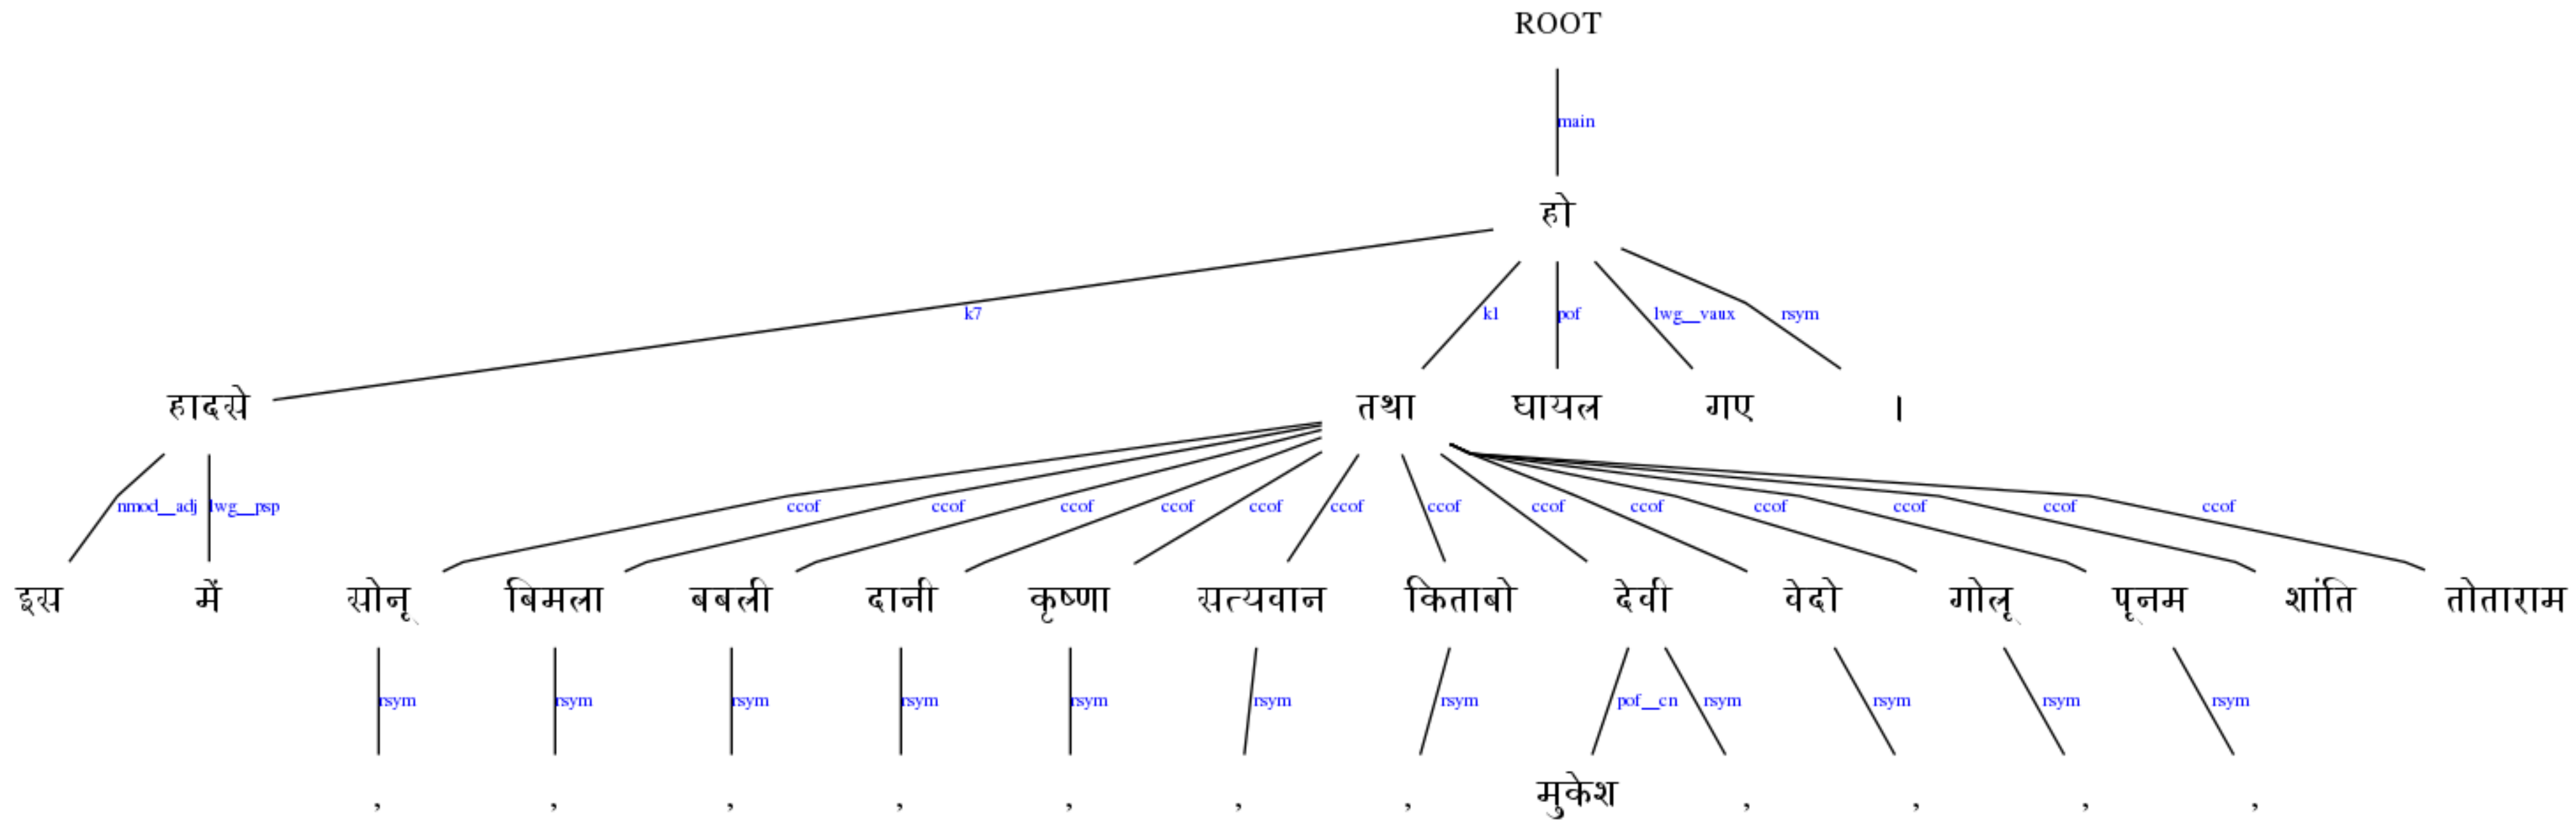 ROOT
main
हो
k7 k1 pof lwg__vaux rsym
हादसे तथा घायल गए ।
nmod__adj lwg__psp ccof ccof ccof ccof ccof ccof ccof ccof ccof ccof ccof ccof ccof
इस में सोनू बिमला बबली दानी कृष्णा सत्यवान किताबो देवी वेदो गोलू पूनम शांति तोताराम
rsym rsym rsym rsym rsym rsym rsym pof__cn rsym rsym rsym rsym
, , , , , , , मुकेश , , , ,